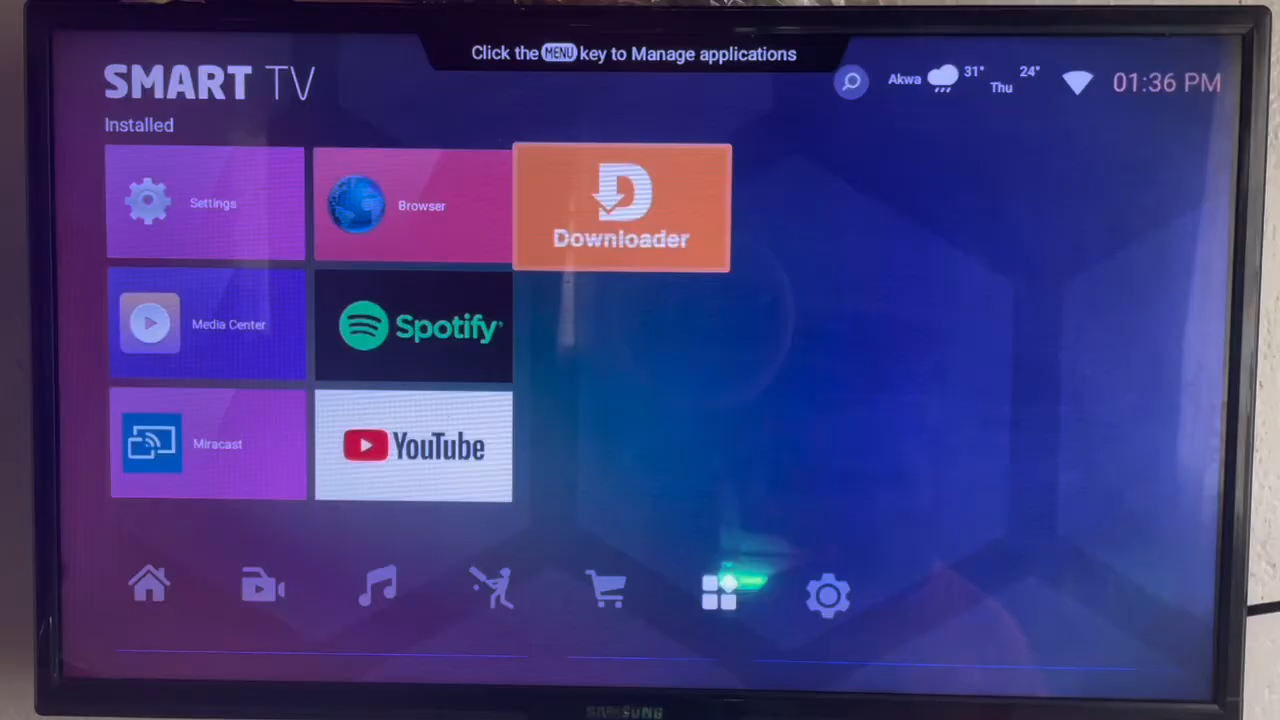 Click the MENU key to Manage applications
SMART TV
Akwa 31° Thu 24° 01:36 PM
Installed
Settings
Browser
Downloader
Media Center
Spotify
Miracast
YouTube
SAMSUNG